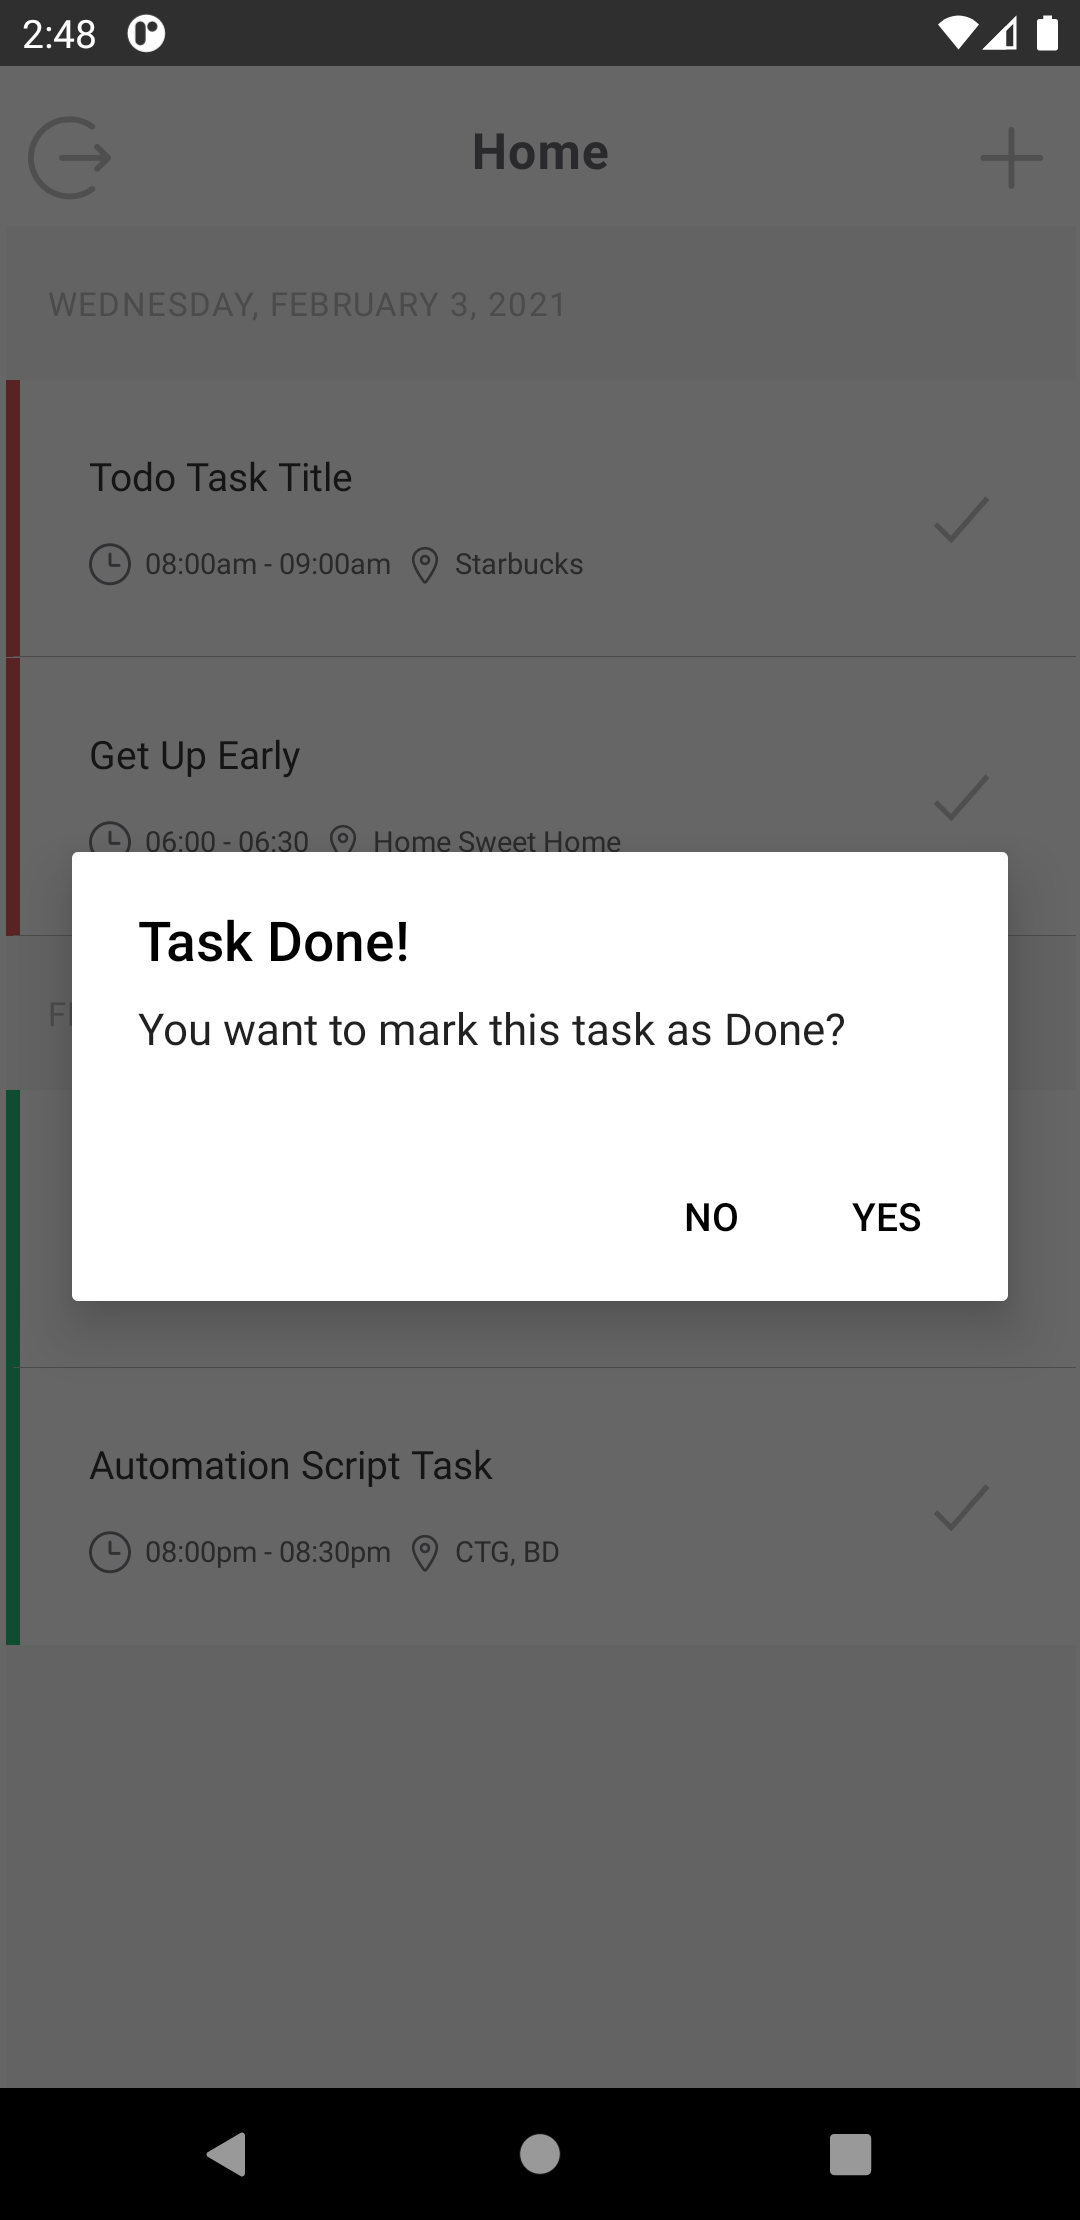 2:48
Home
WEDNESDAY, FEBRUARY 3, 2021
Todo Task Title
08:00am - 09:00am Starbucks
Get Up Early
06:00 - 06:30 Home Sweet Home
Task Done!
You want to mark this task as Done?
NO YES
Automation Script Task
08:00pm - 08:30pm CTG, BD